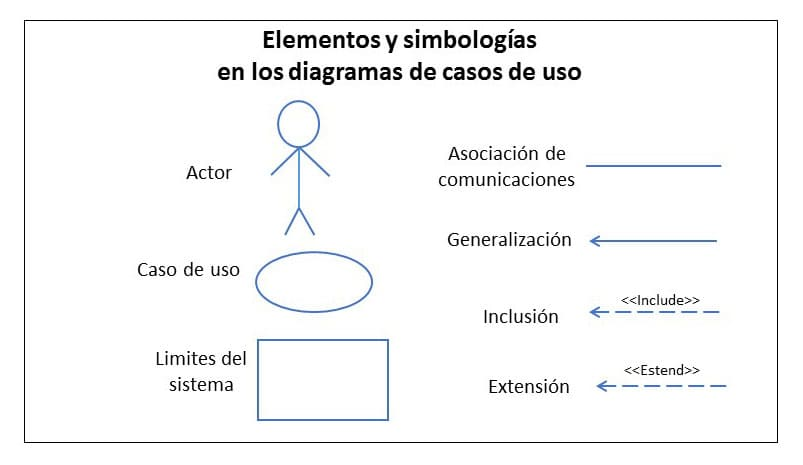 Elementos y simbologías
en los diagramas de casos de uso
Actor
Caso de uso
Limites del
sistema
Asociación de
comunicaciones
Generalización
<<Include>>
Inclusión
<<Estend>>
Extensión